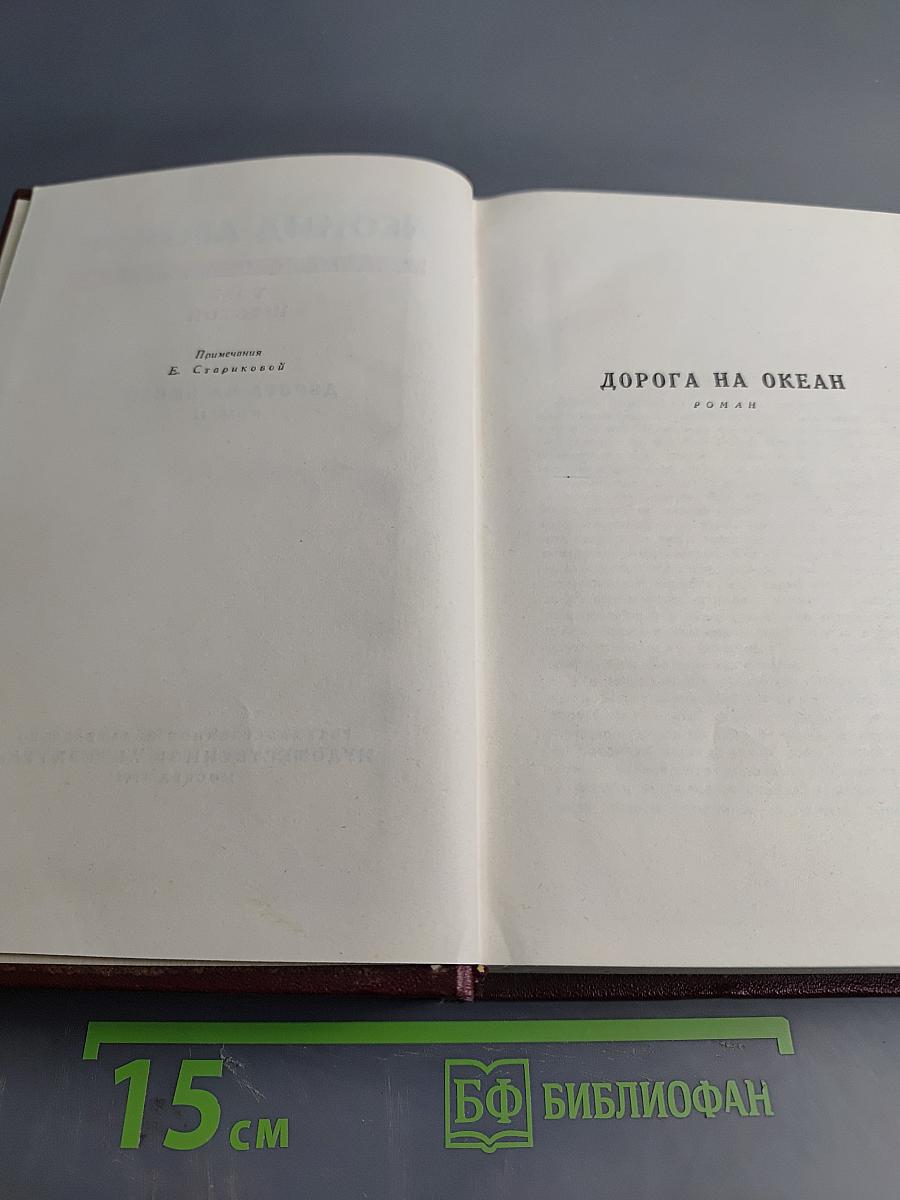 Примечания
Е. Стариковой
ДОРОГА НА ОКЕАН
РОМАН
15 см
БФ БИБЛИОФАН